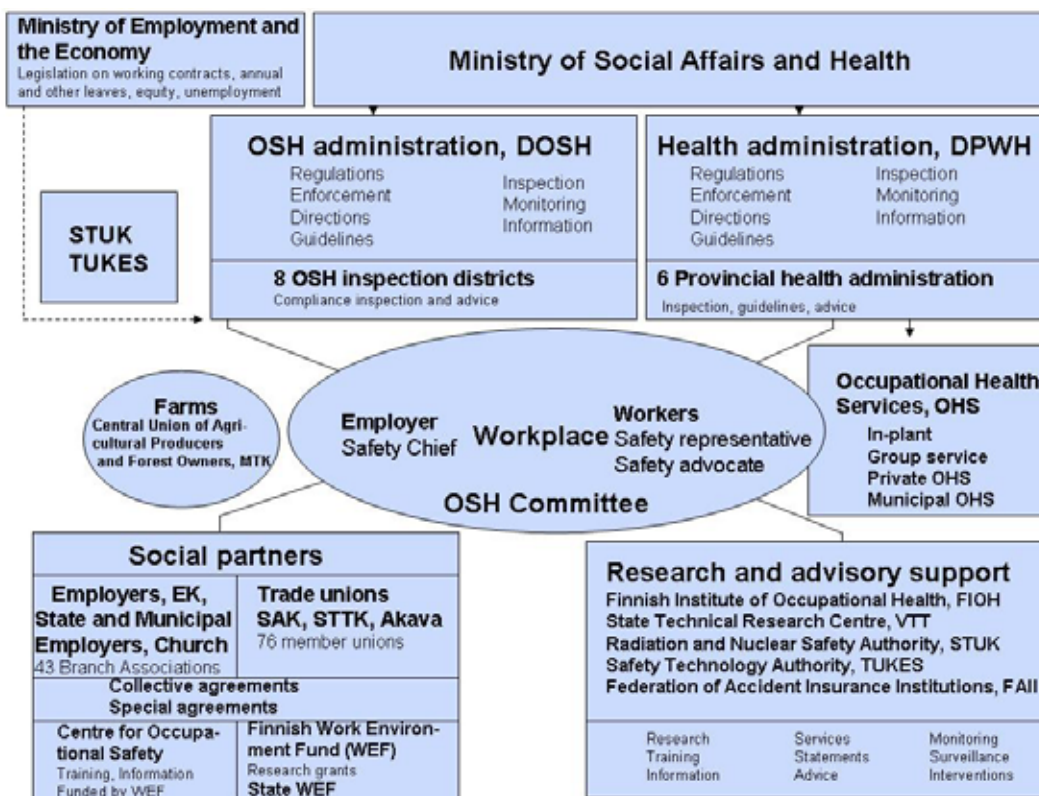 Ministry of Employment and
the Economy
Legislation on working contracts, annual
and other leaves, equity, unemployment
Ministry of Social Affairs and Health
OSH administration, DOSH
Regulations
Enforcement
Directions
Guidelines
Inspection
Monitoring
Information
8 OSH inspection districts
Compliance inspection and advice
Health administration, DPWH
Regulations
Enforcement
Directions
Guidelines
Inspection
Monitoring
Information
6 Provincial health administration
Inspection, guidelines, advice
STUK
TUKES
Farms
Central Union of Agri-
cultural Producers
and Forest Owners, MTK
Employer
Safety Chief
Workplace
Workers
Safety representative
Safety advocate
OSH Committee
Occupational Health
Services, OHS
In-plant
Group service
Private OHS
Municipal OHS
Social partners
Employers, EK,
State and Municipal
Employers, Church
43 Branch Associations
Trade unions
SAK, STTK, Akava
76 member unions
Collective agreements
Special agreements
Centre for Occupa-
tional Safety
Training, Information
Funded by WEF
Finnish Work Environ-
ment Fund (WEF)
Research grants
State WEF
Research and advisory support
Finnish Institute of Occupational Health, FIOH
State Technical Research Centre, VTT
Radiation and Nuclear Safety Authority, STUK
Safety Technology Authority, TUKES
Federation of Accident Insurance Institutions, FAII
Research
Training
Information
Services
Statements
Advice
Monitoring
Surveillance
Interventions